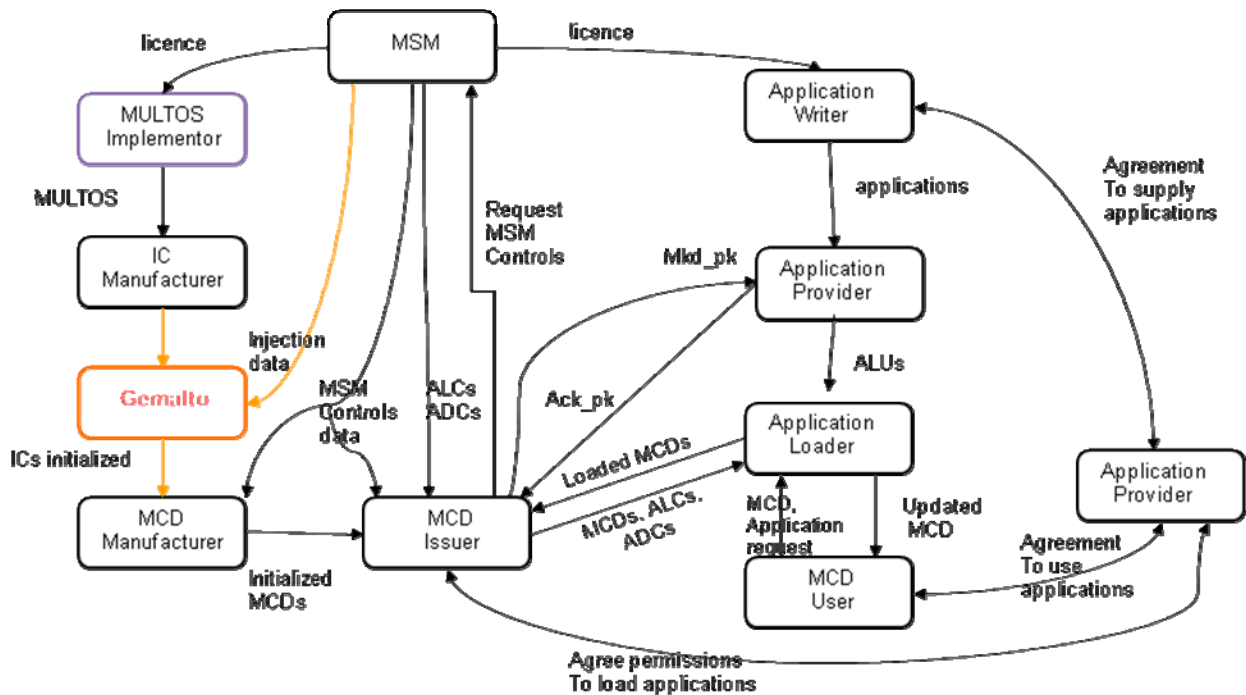 licence
MSM
licence
MULTOS
Implementor
Application
Writer
MULTOS
applications
Agreement
To supply
applications
Request
MSM
Controls
IC
Manufacturer
Mkd_pk
Application
Provider
Injection
data
ALUs
Gemalto
MSM
Controls
data
ALCs
ADCs
Ack_pk
Application
Loader
ICs initialized
Loaded MCDs
Application
Provider
MCD
Manufacturer
MCD
Issuer
MCDs, ALCs,
ADCs
MCD,
Application
request
Updated
MCD
Initialized
MCDs
MCD
User
Agreement
To use
applications
Agree permissions
To load applications